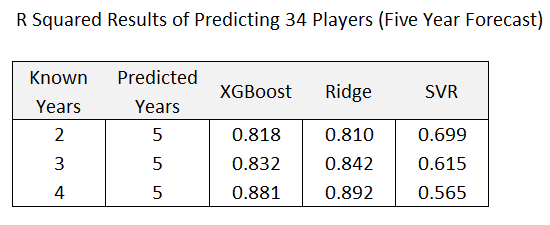 R Squared Results of Predicting 34 Players (Five Year Forecast)
Known Years Predicted Years XGBoost Ridge SVR
2 5 0.818 0.810 0.699
3 5 0.832 0.842 0.615
4 5 0.881 0.892 0.565